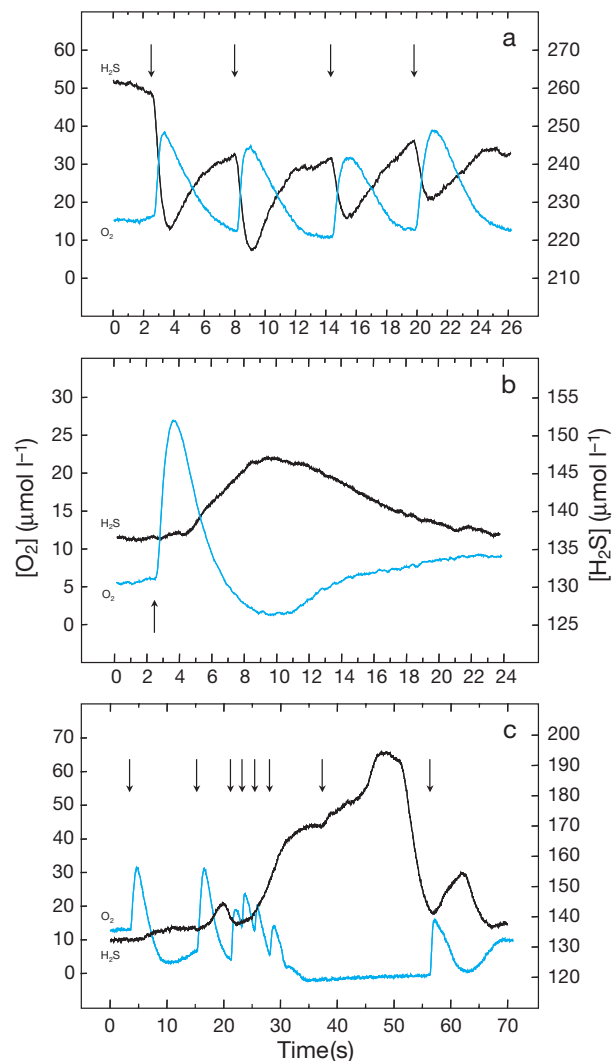 a
60 50 40 30 20 10 0
270 260 250 240 230 220 210
H₂S
O₂
0 2 4 6 8 10 12 14 16 18 20 22 24 26
b
30 25 20 15 10 5 0
155 150 145 140 135 130 125
H₂S
O₂
0 2 4 6 8 10 12 14 16 18 20 22 24
[O₂] (µmol l⁻¹)
[H₂S] (µmol l⁻¹)
c
70 60 50 40 30 20 10 0
200 190 180 170 160 150 140 130 120
O₂
H₂S
0 10 20 30 40 50 60 70
Time(s)